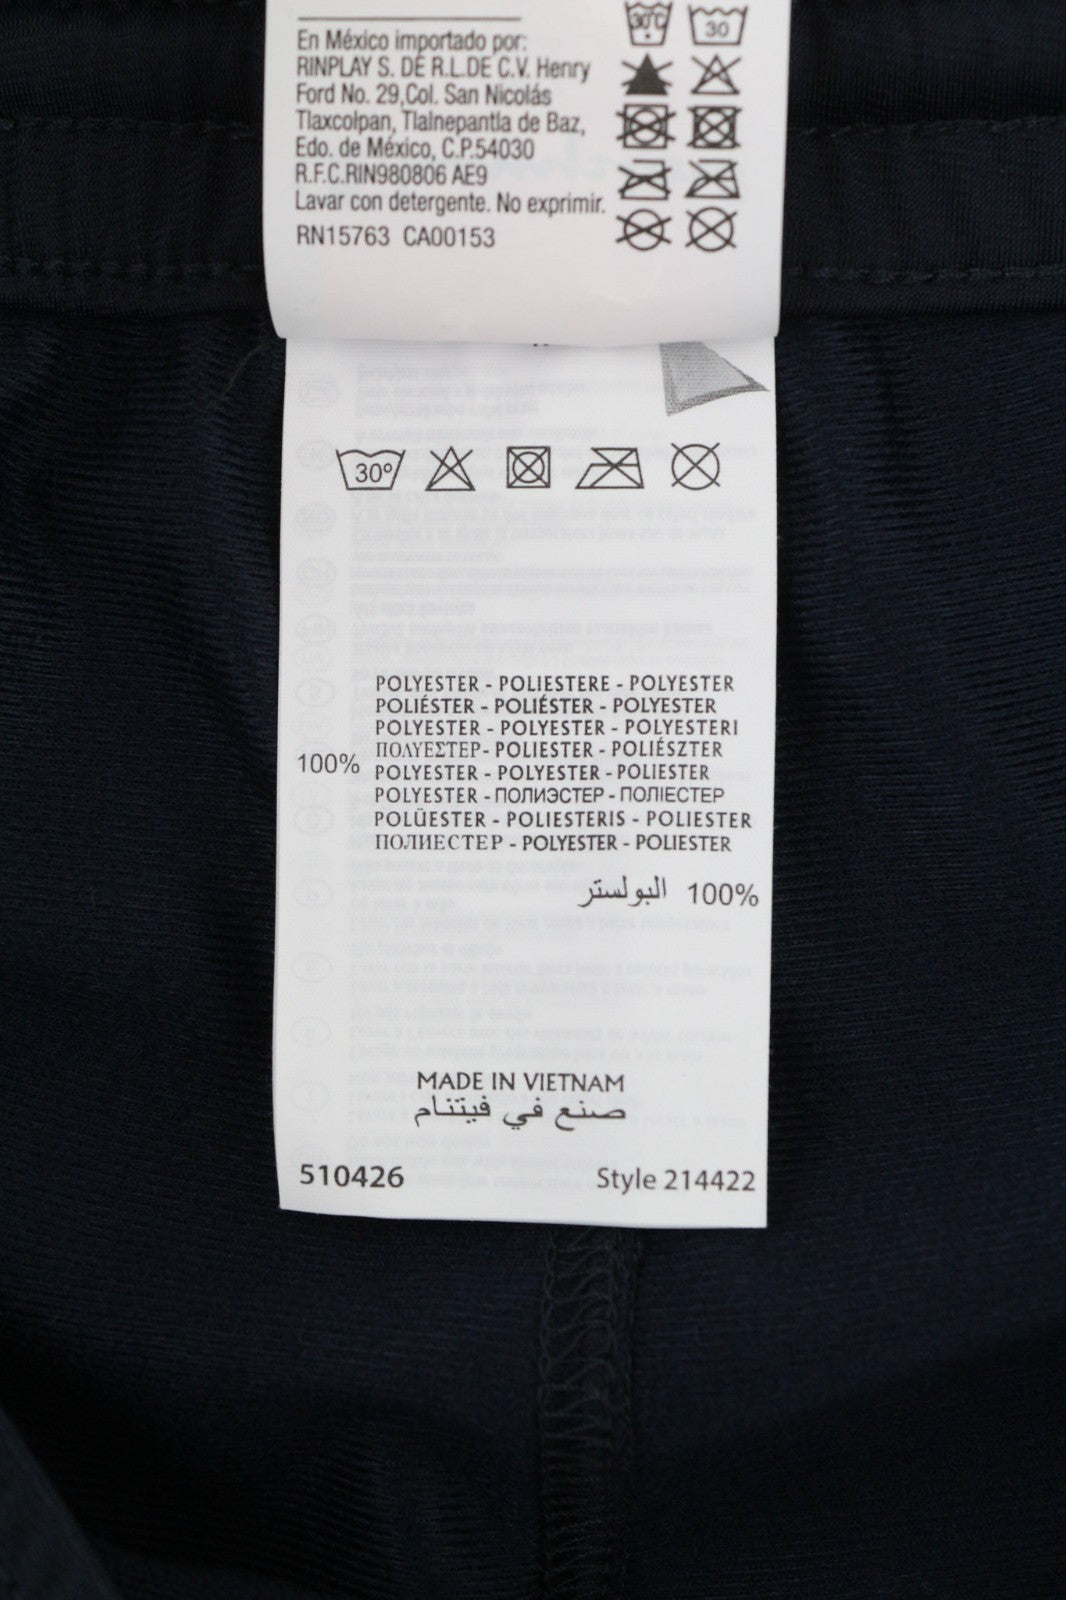 En México importado por:
RINPLAY S. DE R.L.DE C.V. Henry
Ford No. 29,Col. San Nicolás
Tlaxcolpan, Tlalnepantla de Baz,
Edo. de México, C.P.54030
R.F.C.RIN980806 AE9
Lavar con detergente. No exprimir.
RN15763 CA00153
30°C
30
30º
POLYESTER - POLIESTERE - POLYESTER
POLIÉSTER - POLIÉSTER - POLYESTER
POLYESTER - POLYESTER - POLYESTERI
ΠΟΛΥΕΣΤΕΡ- POLIESTER - POLIÉSZTER
100% POLYESTER - POLYESTER - POLIESTER
POLYESTER - ПОЛИЭСТЕР - ПОЛІЕСТЕР
POLÜESTER - POLIESTERIS - POLIESTER
ПОЛИЕСТЕР - POLYESTER - POLIESTER
100% البولستر
MADE IN VIETNAM
صنع في فيتنام
510426 Style 214422